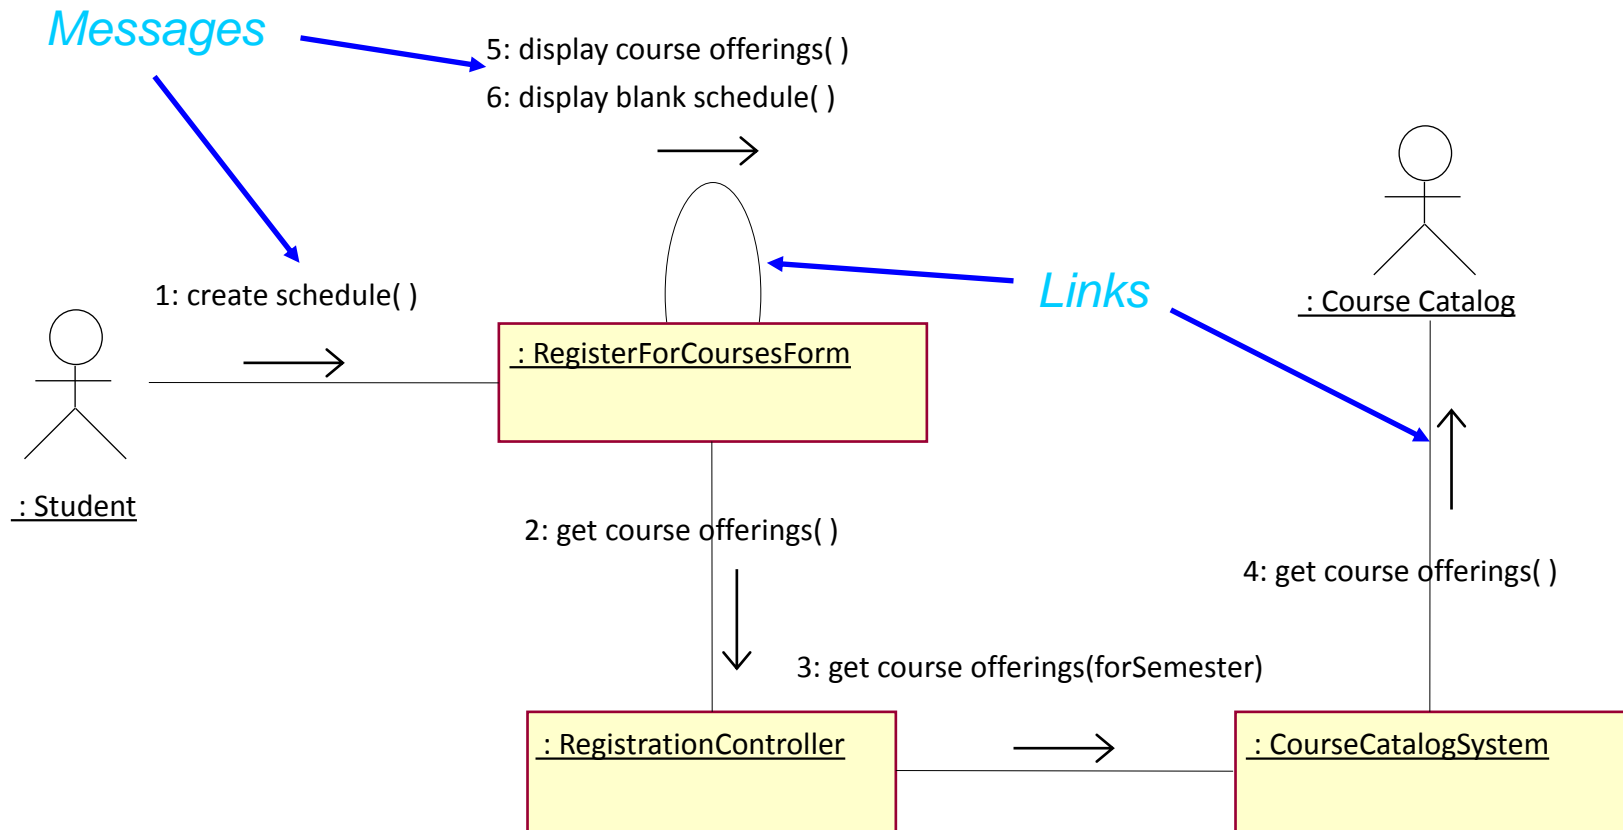 Messages
5: display course offerings( )
6: display blank schedule( )
1: create schedule( )
Links
: Course Catalog
: RegisterForCoursesForm
: Student
2: get course offerings( )
4: get course offerings( )
3: get course offerings(forSemester)
: RegistrationController
: CourseCatalogSystem